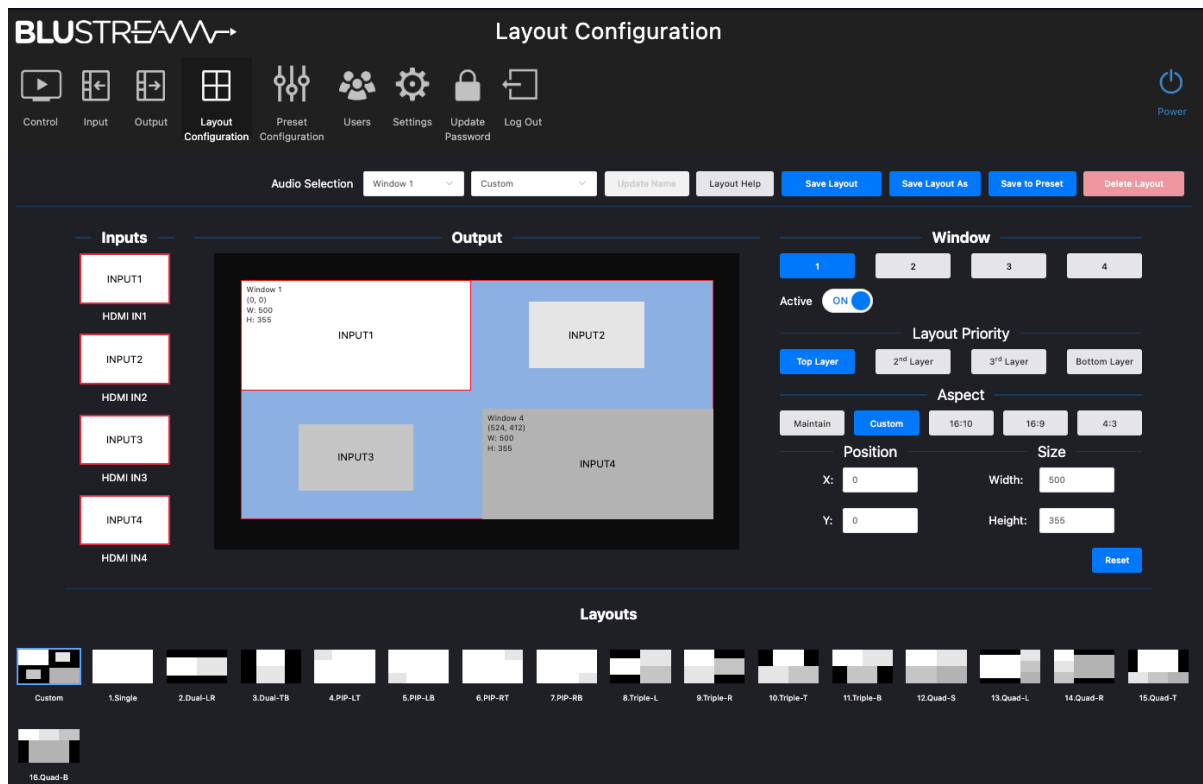 BLUSTREAM
Layout Configuration
Control
Input
Output
Layout
Configuration
Preset
Configuration
Users
Settings
Update
Password
Log Out
Power
Audio Selection
Window 1
Custom
Update Name
Layout Help
Save Layout
Save Layout As
Save to Preset
Delete Layout
Inputs
INPUT1
HDMI IN1
INPUT2
HDMI IN2
INPUT3
HDMI IN3
INPUT4
HDMI IN4
Output
Window 1
(0, 0)
W: 500
H: 355
INPUT1
INPUT2
INPUT3
Window 4
(524, 412)
W: 500
H: 355
INPUT4
Window
1 2 3 4
Active ON
Layout Priority
Top Layer 2nd Layer 3rd Layer Bottom Layer
Aspect
Maintain Custom 16:10 16:9 4:3
Position Size
X: 0 Width: 500
Y: 0 Height: 355
Reset
Layouts
Custom 1.Single 2.Dual-LR 3.Dual-TB 4.PIP-LT 5.PIP-LB 6.PIP-RT 7.PIP-RB 8.Triple-L 9.Triple-R 10.Triple-T 11.Triple-B 12.Quad-S 13.Quad-L 14.Quad-R 15.Quad-T
16.Quad-B